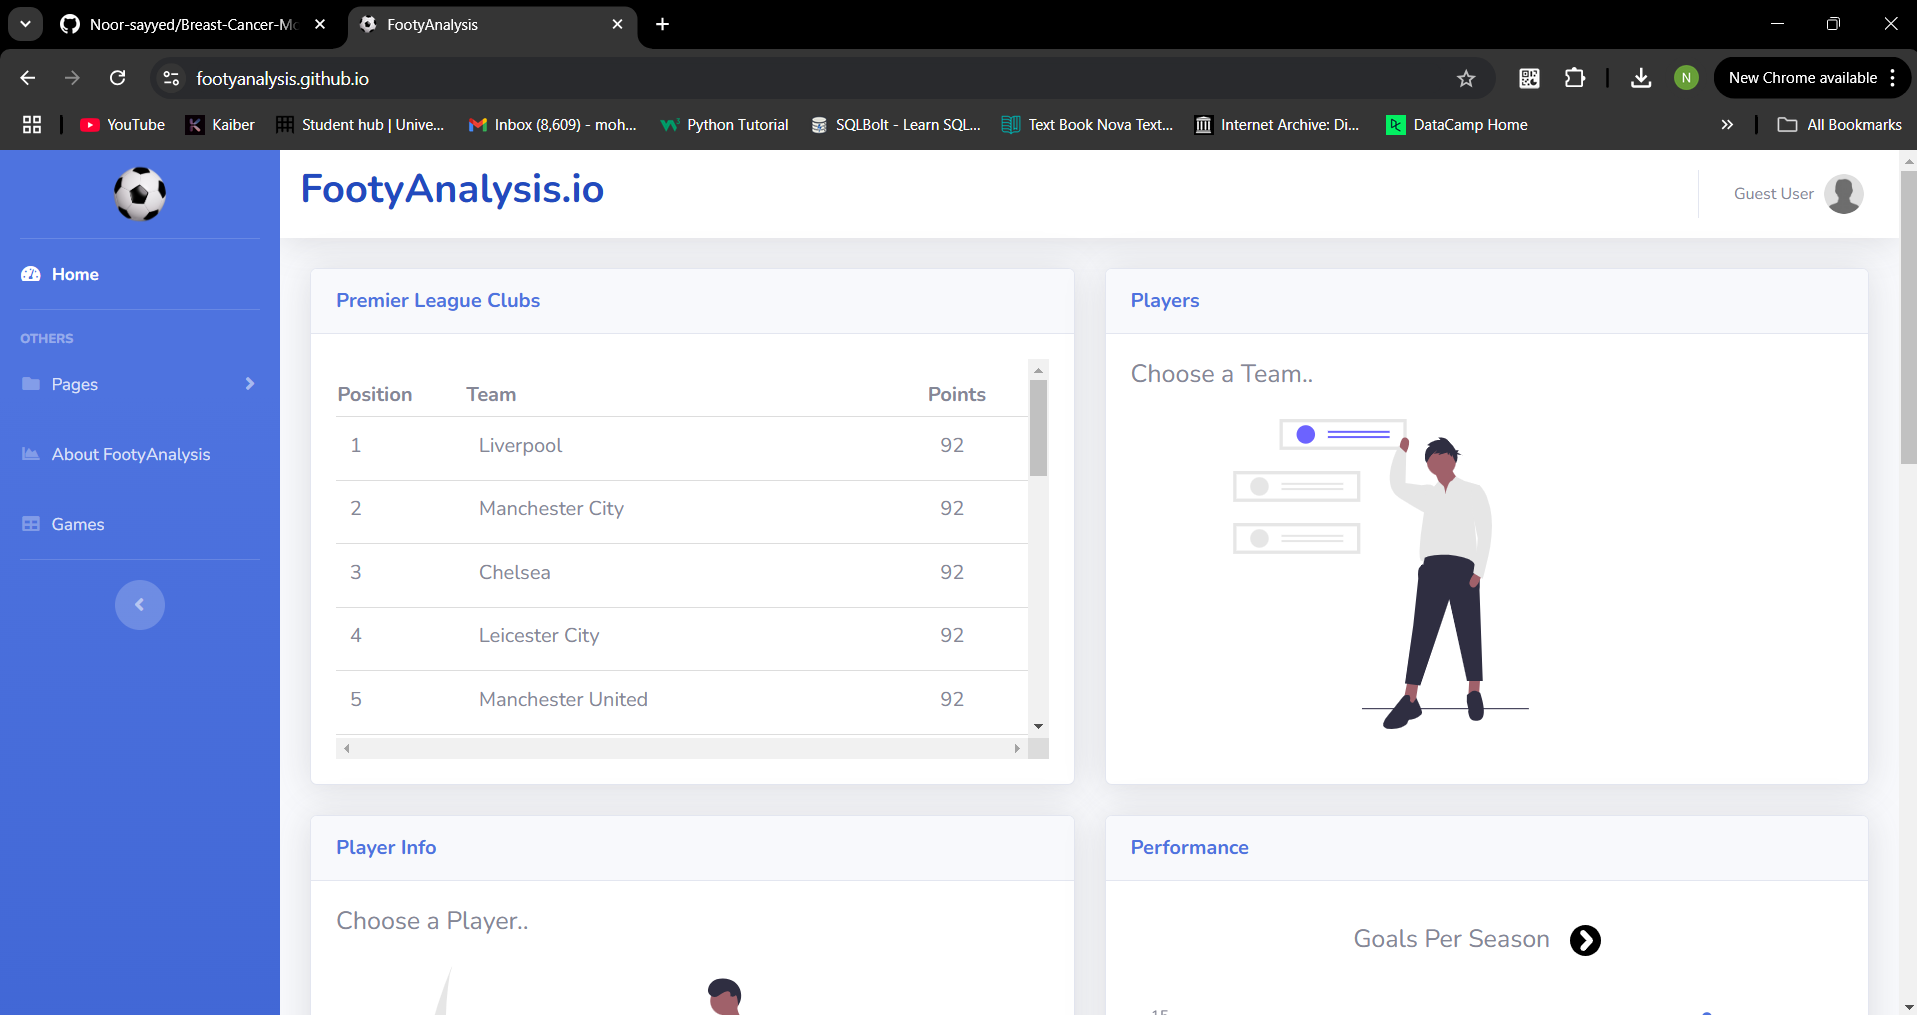 Noor-sayyed/Breast-Cancer-Mo
FootyAnalysis
footyanalysis.github.io
N
New Chrome available
YouTube
Kaiber
Student hub | Unive...
Inbox (8,609) - moh...
Python Tutorial
SQLBolt - Learn SQL...
Text Book Nova Text...
Internet Archive: Di...
DataCamp Home
All Bookmarks
FootyAnalysis.io
Guest User
Home
OTHERS
Pages
About FootyAnalysis
Games
Premier League Clubs
Position Team Points
1 Liverpool 92
2 Manchester City 92
3 Chelsea 92
4 Leicester City 92
5 Manchester United 92
Players
Choose a Team..
Player Info
Choose a Player..
Performance
Goals Per Season
15